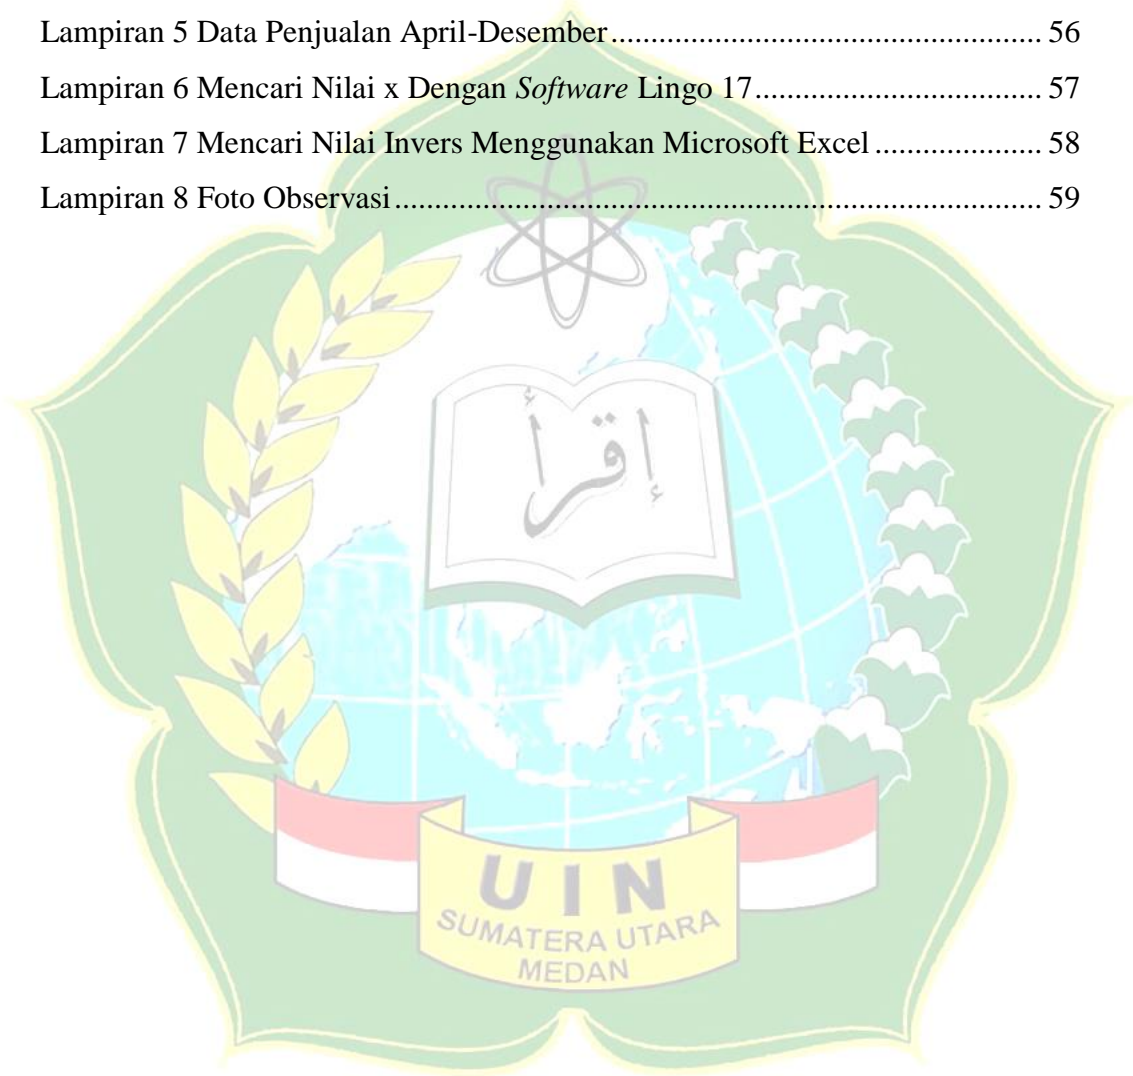 Lampiran 5 Data Penjualan April-Desember........................................................ 56
Lampiran 6 Mencari Nilai x Dengan Software Lingo 17..................................... 57
Lampiran 7 Mencari Nilai Invers Menggunakan Microsoft Excel...................... 58
Lampiran 8 Foto Observasi.................................................................................... 59
إقرأ
UIN
SUMATERA UTARA
MEDAN